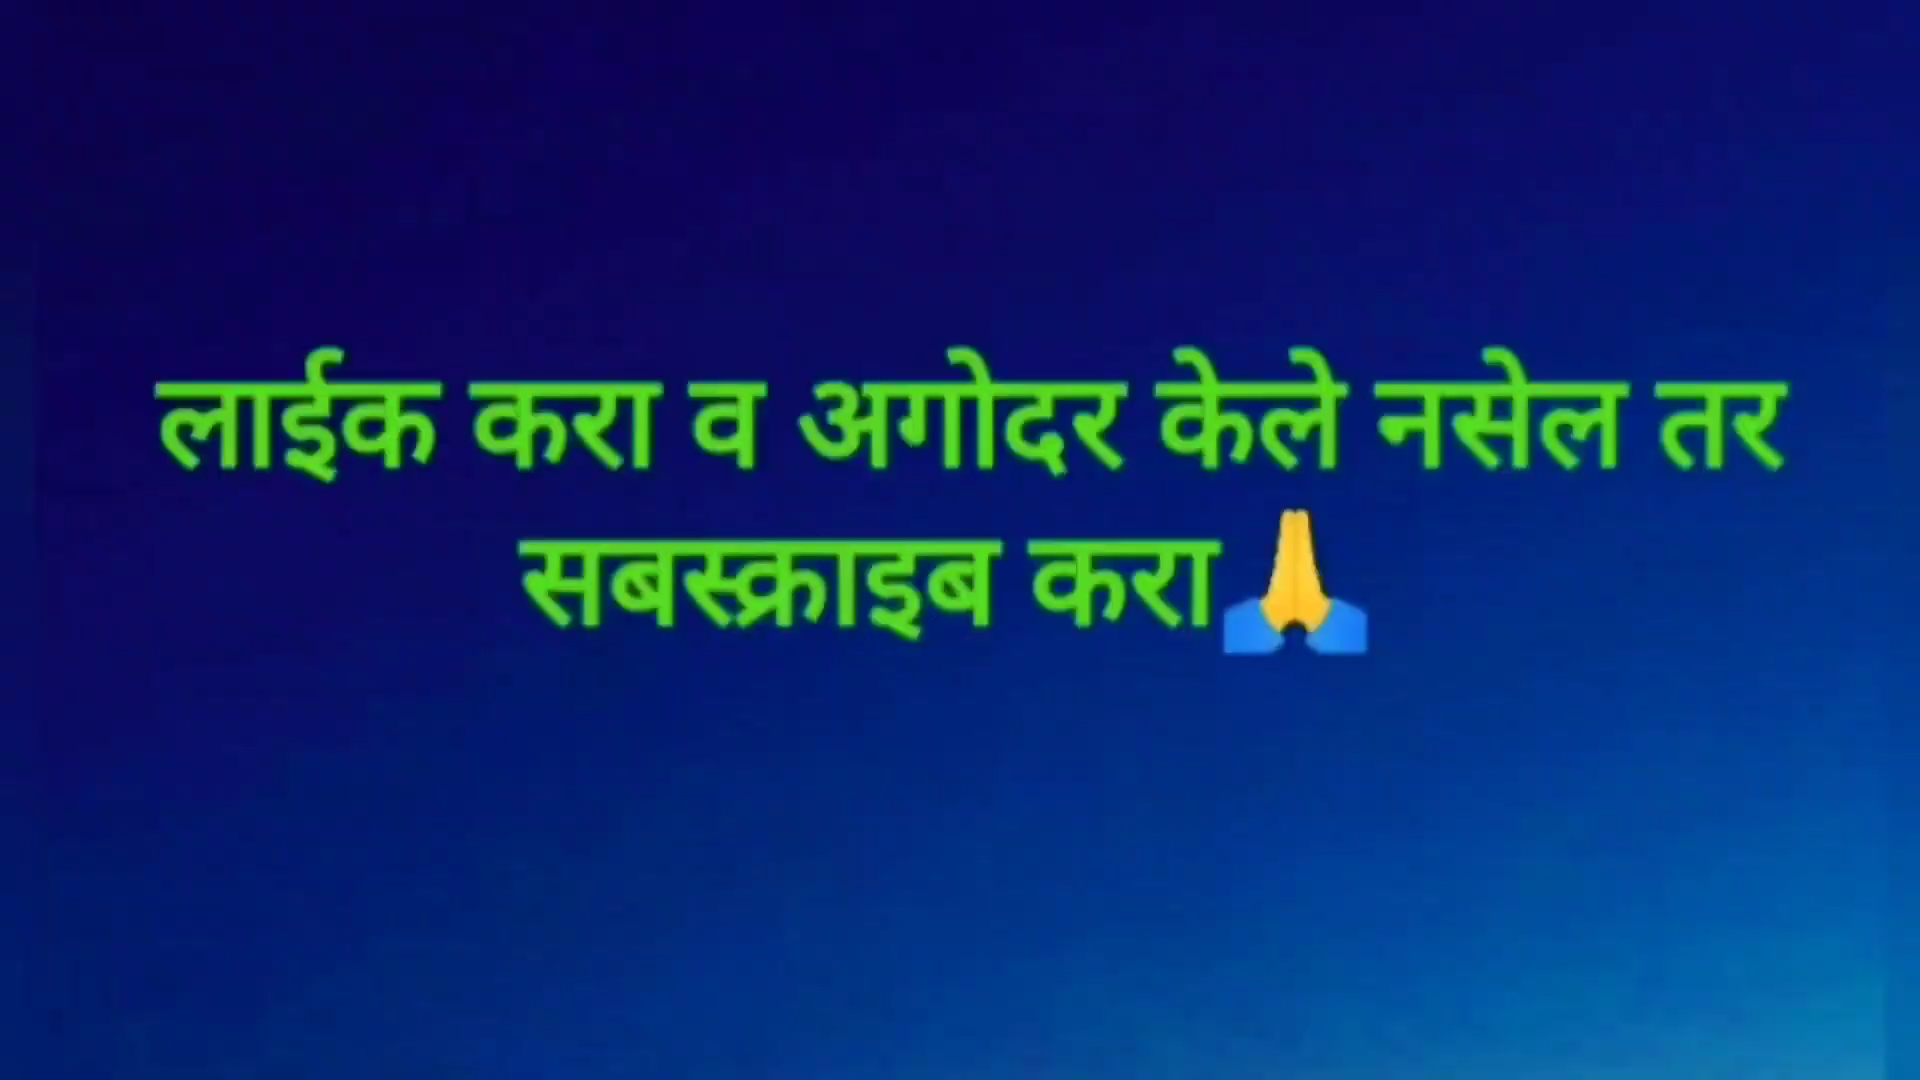 लाईक करा व अगोदर केले नसेल तर
सबस्क्राइब करा🙏